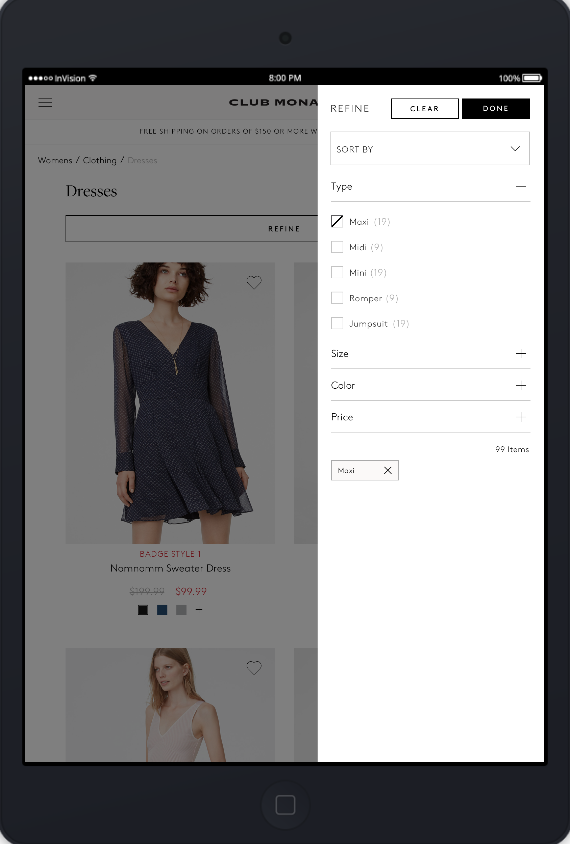 InVision
8:00 PM
100%
CLUB MONA
FREE SHIPPING ON ORDERS OF $150 OR MORE W
Womens / Clothing / Dresses
Dresses
REFINE
BADGE STYLE 1
Nomnomm Sweater Dress
$199.99 $99.99
REFINE
CLEAR
DONE
SORT BY
Type
Maxi (19)
Midi (9)
Mini (19)
Romper (9)
Jumpsuit (19)
Size
Color
Price
99 Items
Maxi